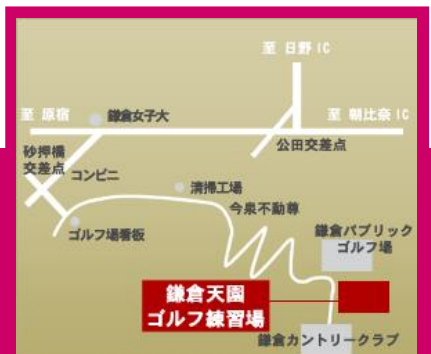 至 日野 IC
至 原宿
鎌倉女子大
至 朝比奈 IC
砂押橋
交差点
コンビニ
公田交差点
清掃工場
今泉不動尊
ゴルフ場看板
鎌倉パブリック
ゴルフ場
鎌倉天園
ゴルフ練習場
鎌倉カントリークラブ